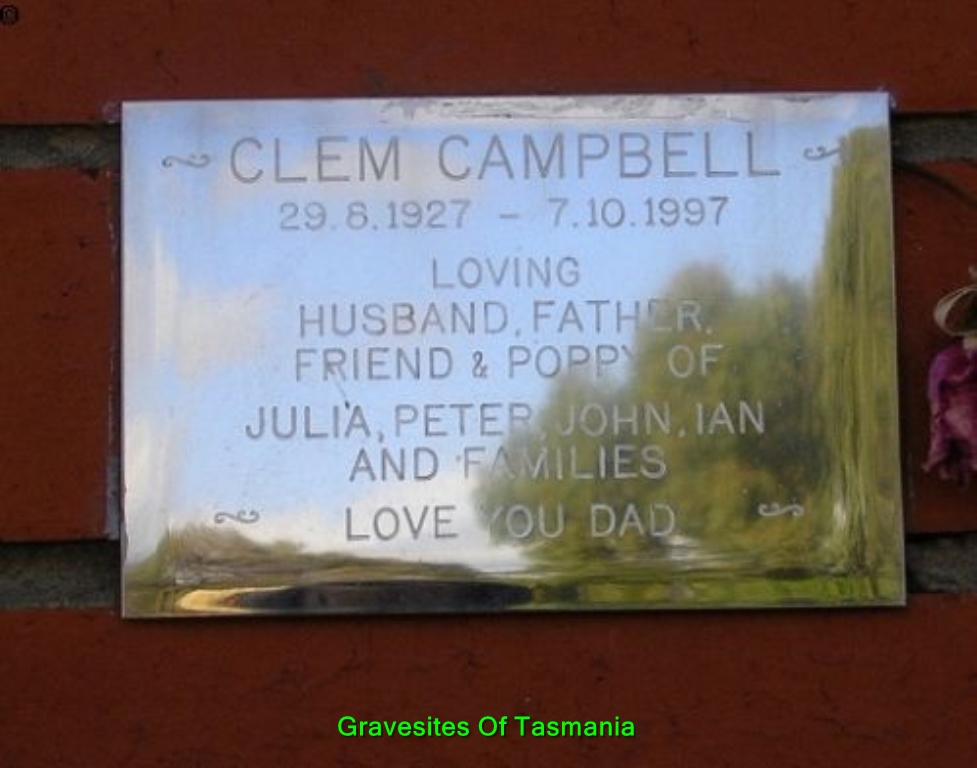 CLEM CAMPBELL
29.8.1927 - 7.10.1997
LOVING
HUSBAND, FATHER,
FRIEND & POPPY OF
JULIA, PETER, JOHN, IAN
AND FAMILIES
LOVE YOU DAD
Gravesites Of Tasmania